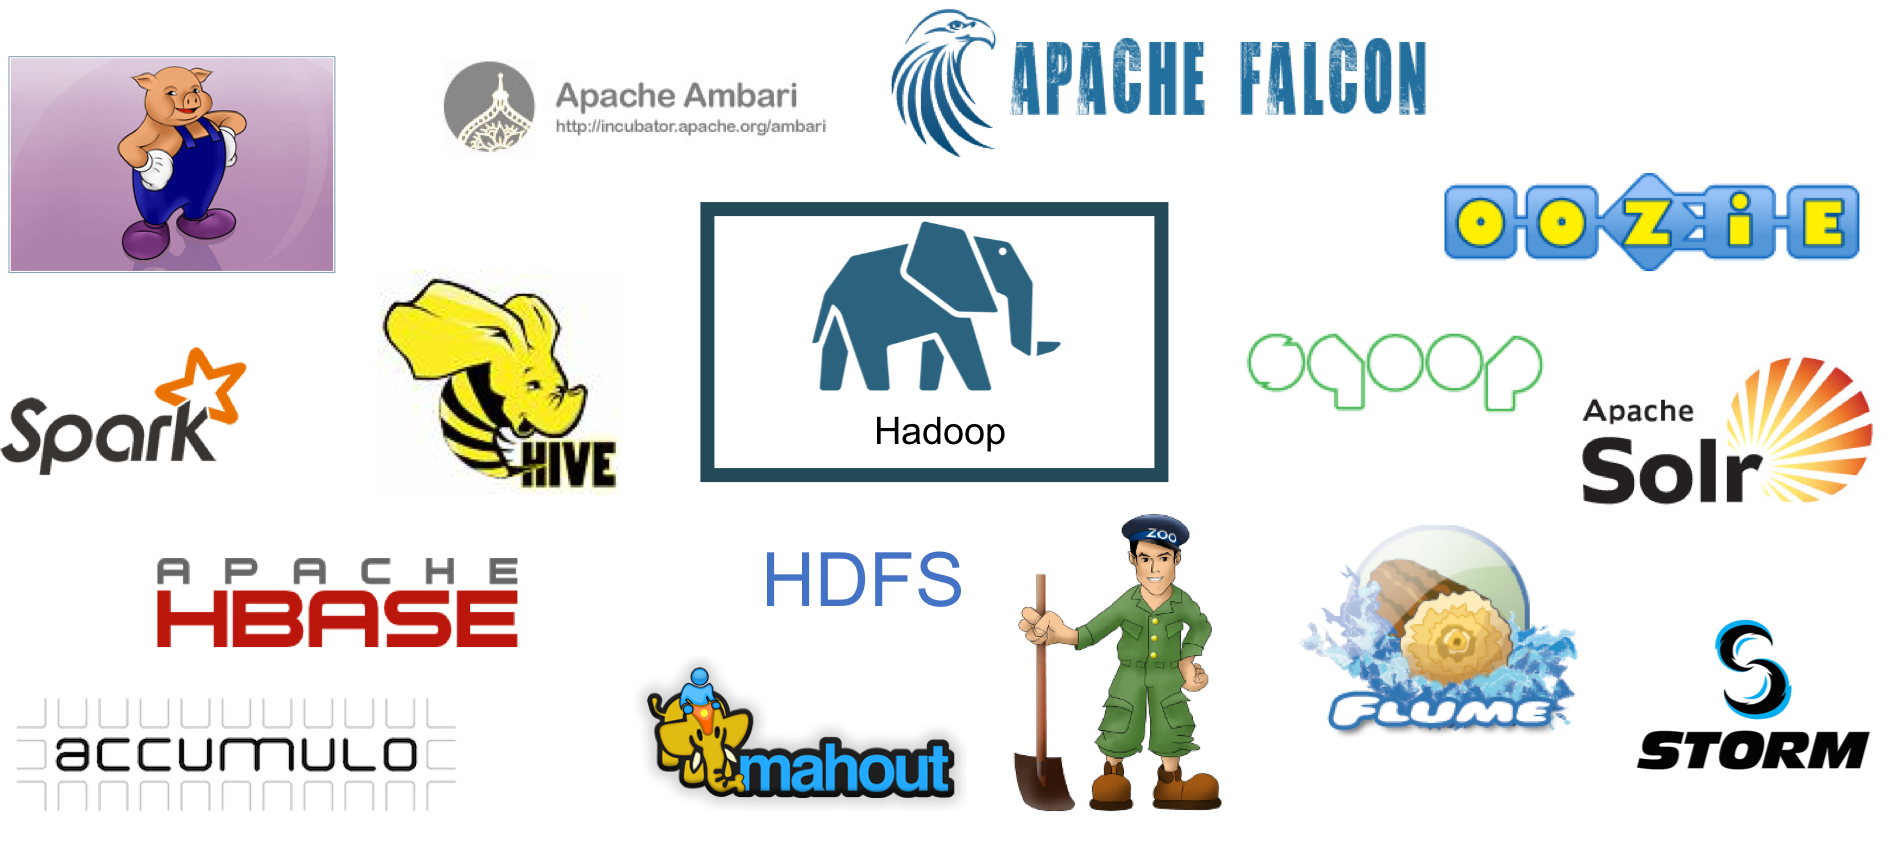 Apache Ambari
http://incubator.apache.org/ambari
APACHE FALCON
OOZiE
Spark
HIVE
Hadoop
sqoop
Apache
Solr
APACHE
HBASE
HDFS
ZOO
FLUME
accumulo
mahout
STORM